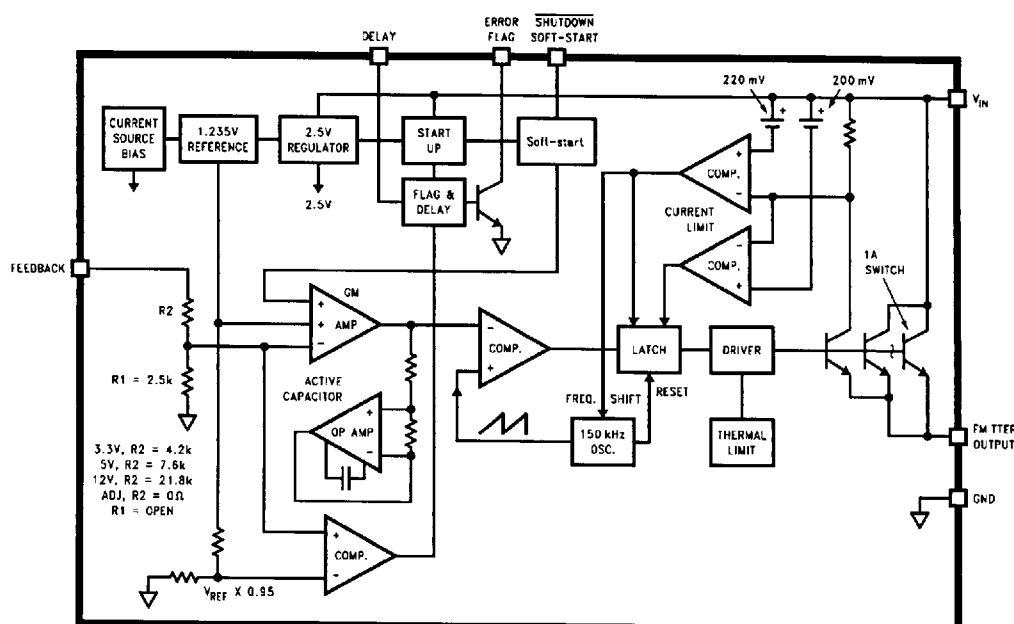 DELAY
ERROR
FLAG
SHUTDOWN
SOFT-START
220 mV
200 mV
VIN
CURRENT
SOURCE
BIAS
1.235V
REFERENCE
2.5V
REGULATOR
START
UP
Soft-start
2.5V
FLAG &
DELAY
+
+
+
COMP.
−
CURRENT
LIMIT
−
COMP.
+
1A
SWITCH
FEEDBACK
R2
R1 = 2.5k
GM
+
+
AMP
−
−
COMP.
+
LATCH
DRIVER
ACTIVE
CAPACITOR
+
OP AMP
−
FREQ. SHIFT
RESET
150 kHz
OSC.
THERMAL
LIMIT
EMITTER
OUTPUT
3.3V, R2 = 4.2k
5V, R2 = 7.6k
12V, R2 = 21.8k
ADJ, R2 = 0Ω
R1 = OPEN
GND
+
COMP.
−
VREF X 0.95